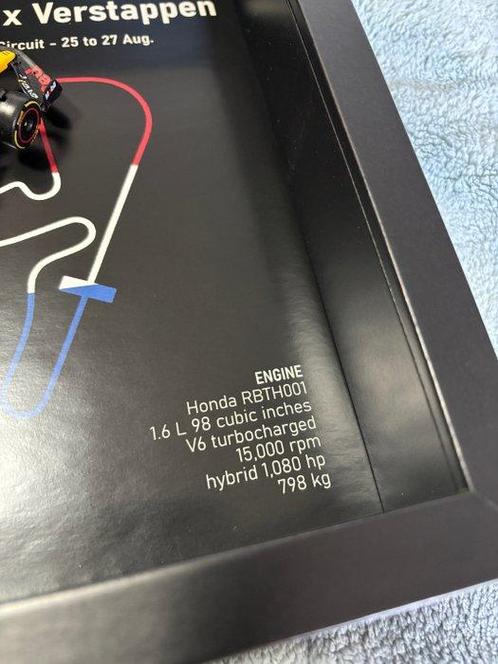 x Verstappen
Circuit - 25 to 27 Aug.
ENGINE
Honda RBTH001
1.6 L 98 cubic inches
V6 turbocharged
15,000 rpm
hybrid 1,080 hp
798 kg